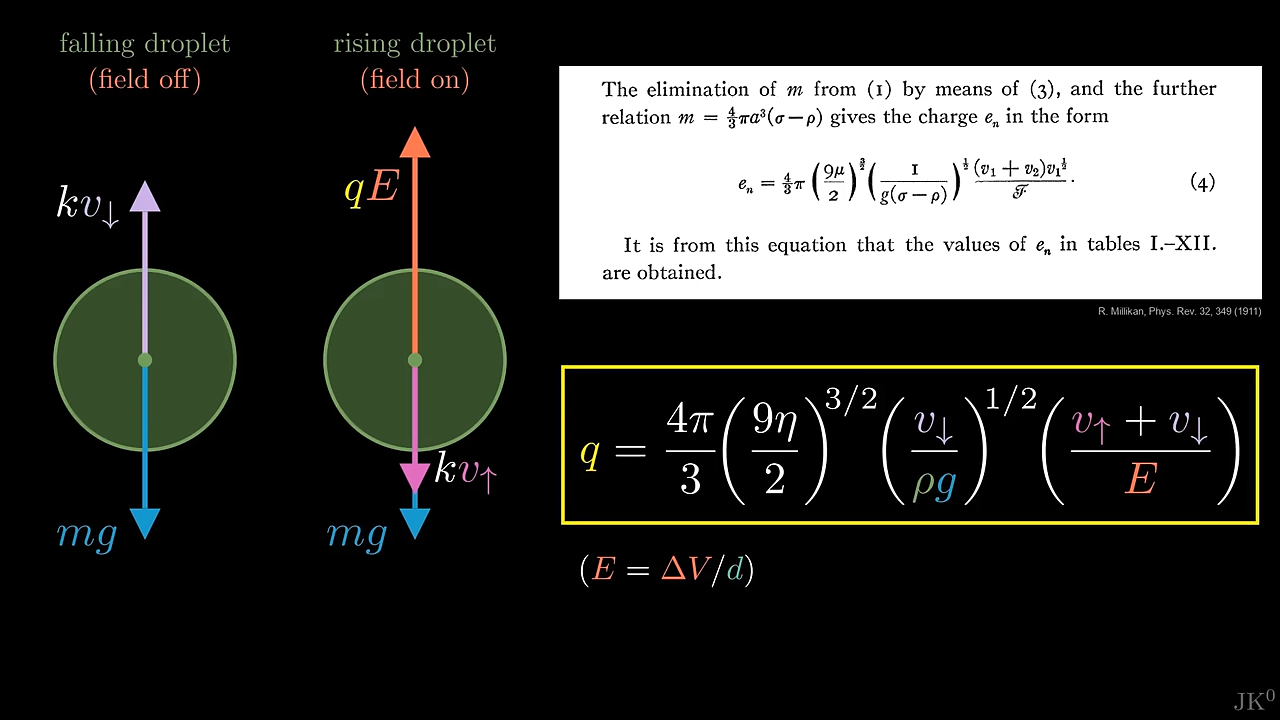 falling droplet
(field off)
rising droplet
(field on)
kv↓
mg
qE
kv↑
mg
The elimination of m from (1) by means of (3), and the further
relation m = 4/3 πa³(σ−ρ) gives the charge eₙ in the form
eₙ = 4/3 π (9μ/2)^3/2 (1/g(σ−ρ))^1/2 (v₁ + v₂)v₁^1/2/ℱ. (4)
It is from this equation that the values of eₙ in tables I.–XII.
are obtained.
R. Millikan, Phys. Rev. 32, 349 (1911)
q = 4π/3 (9η/2)^3/2 (v↓/ρg)^1/2 (v↑ + v↓/E)
(E = ΔV/d)
JK⁰